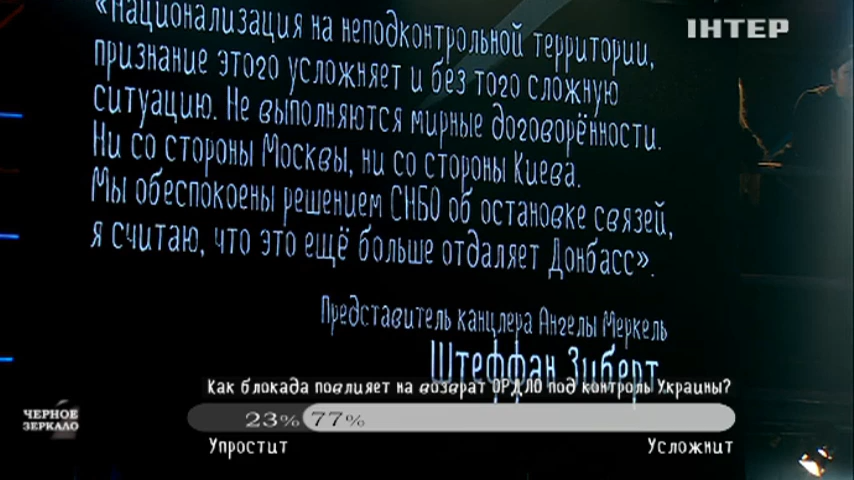 ІНТЕР
«Национализация на неподконтрольной территории,
признание этого усложняет и без того сложную
ситуацию. Не выполняются мирные договорённости.
Ни со стороны Москвы, ни со стороны Киева.
Мы обеспокоены решением СНБО об остановке связей,
я считаю, что это ещё больше отдаляет Донбасс».
Представитель канцлера Ангелы Меркель
Штеффан Зиберт
Как блокада повлияет на возврат ОРДЛО под контроль Украины?
23% 77%
Упростит Усложнит
ЧЕРНОЕ
ЗЕРКАЛО